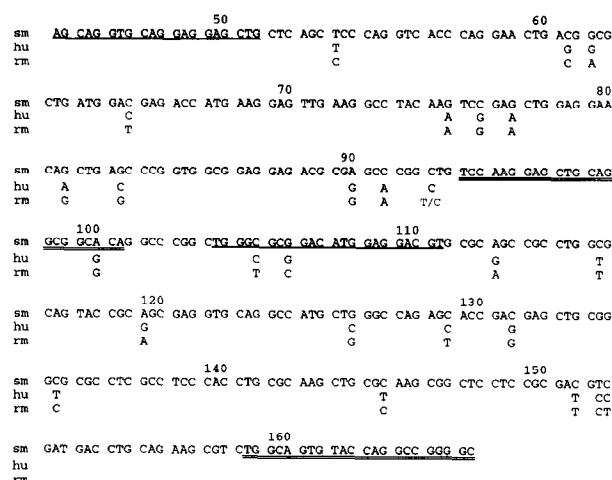 50 60
sm AG CAG GTG CAG GAG GAG CTG CTC AGC TCC CAG GTC ACC CAG GAA CTG ACG GCG
hu T G G
rm C C A
70 80
sm CTG ATG GAC GAG ACC ATG AAG GAG TTG AAG GCC TAC AAG TCC GAG CTG GAG GAA
hu C A G A
rm T A G A
90
sm CAG CTG AGC CCG GTG GCG GAG GAG ACG CGA GCC CGG CTG TCC AAG GAG CTG CAG
hu A C G A C
rm G G G A T/C
100 110
sm GCG GCA CAG GCC CGG CTG GGC GCG GAC ATG GAG GAC GTG CGC AGC CGC CTG GCG
hu G C G G T
rm G T C A T
120 130
sm CAG TAC CGC AGC GAG GTG CAG GCC ATG CTG GGC CAG AGC ACC GAC GAG CTG CGG
hu G C C G
rm A G T G
140 150
sm GCG CGC CTC GCC TCC CAC CTG CGC AAG CTG CGC AAG CGG CTC CTC CGC GAC GTC
hu T T T CC
rm C C T CT
160
sm GAT GAC CTG CAG AAG CGT CTG GCA GTG TAC CAG GCC GGG GC
hu
rm